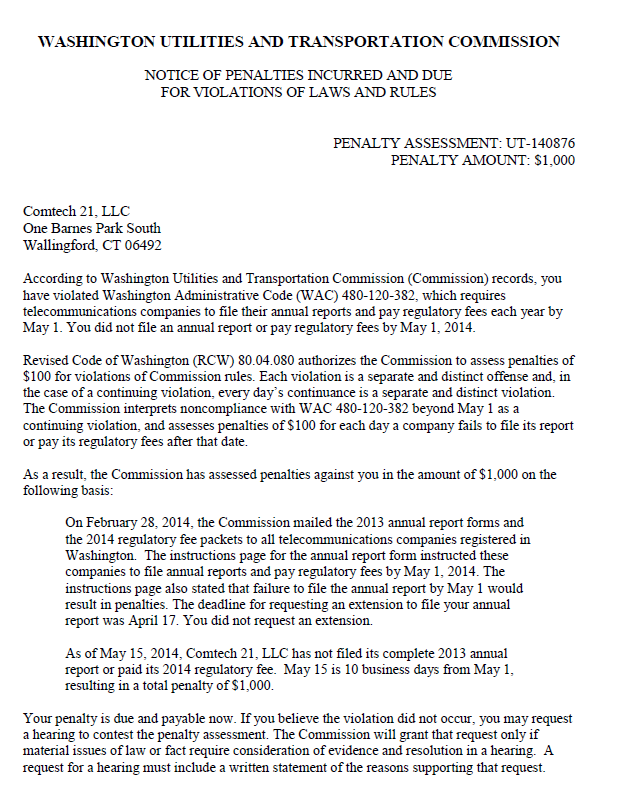 WASHINGTON UTILITIES AND TRANSPORTATION COMMISSION
NOTICE OF PENALTIES INCURRED AND DUE
FOR VIOLATIONS OF LAWS AND RULES
PENALTY ASSESSMENT: UT-140876
PENALTY AMOUNT: $1,000
Comtech 21, LLC
One Barnes Park South
Wallingford, CT 06492
According to Washington Utilities and Transportation Commission (Commission) records, you
have violated Washington Administrative Code (WAC) 480-120-382, which requires
telecommunications companies to file their annual reports and pay regulatory fees each year by
May 1. You did not file an annual report or pay regulatory fees by May 1, 2014.
Revised Code of Washington (RCW) 80.04.080 authorizes the Commission to assess penalties of
$100 for violations of Commission rules. Each violation is a separate and distinct offense and, in
the case of a continuing violation, every day's continuance is a separate and distinct violation.
The Commission interprets noncompliance with WAC 480-120-382 beyond May 1 as a
continuing violation, and assesses penalties of $100 for each day a company fails to file its report
or pay its regulatory fees after that date.
As a result, the Commission has assessed penalties against you in the amount of $1,000 on the
following basis:
On February 28, 2014, the Commission mailed the 2013 annual report forms and
the 2014 regulatory fee packets to all telecommunications companies registered in
Washington.  The instructions page for the annual report form instructed these
companies to file annual reports and pay regulatory fees by May 1, 2014. The
instructions page also stated that failure to file the annual report by May 1 would
result in penalties. The deadline for requesting an extension to file your annual
report was April 17. You did not request an extension.
As of May 15, 2014, Comtech 21, LLC has not filed its complete 2013 annual
report or paid its 2014 regulatory fee.  May 15 is 10 business days from May 1,
resulting in a total penalty of $1,000.
Your penalty is due and payable now. If you believe the violation did not occur, you may request
a hearing to contest the penalty assessment. The Commission will grant that request only if
material issues of law or fact require consideration of evidence and resolution in a hearing.  A
request for a hearing must include a written statement of the reasons supporting that request.